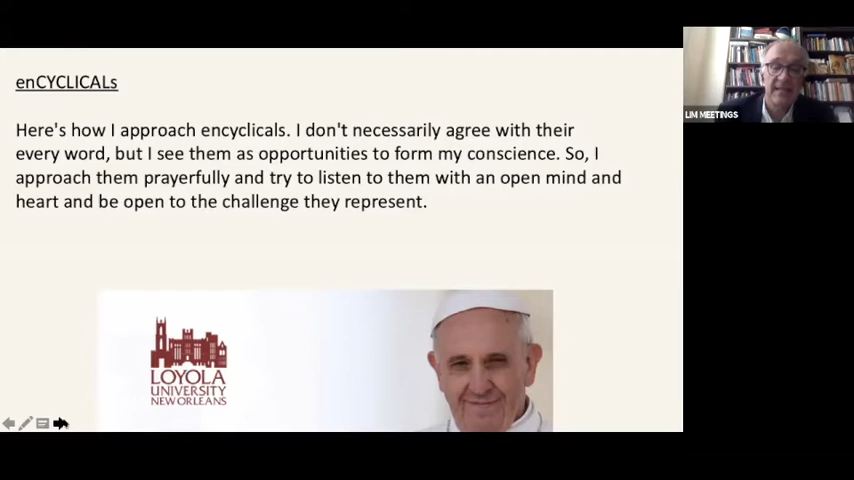 enCYCLICALs
Here's how I approach encyclicals. I don't necessarily agree with their
every word, but I see them as opportunities to form my conscience. So, I
approach them prayerfully and try to listen to them with an open mind and
heart and be open to the challenge they represent.
LIM MEETINGS
LOYOLA
UNIVERSITY
NEW ORLEANS